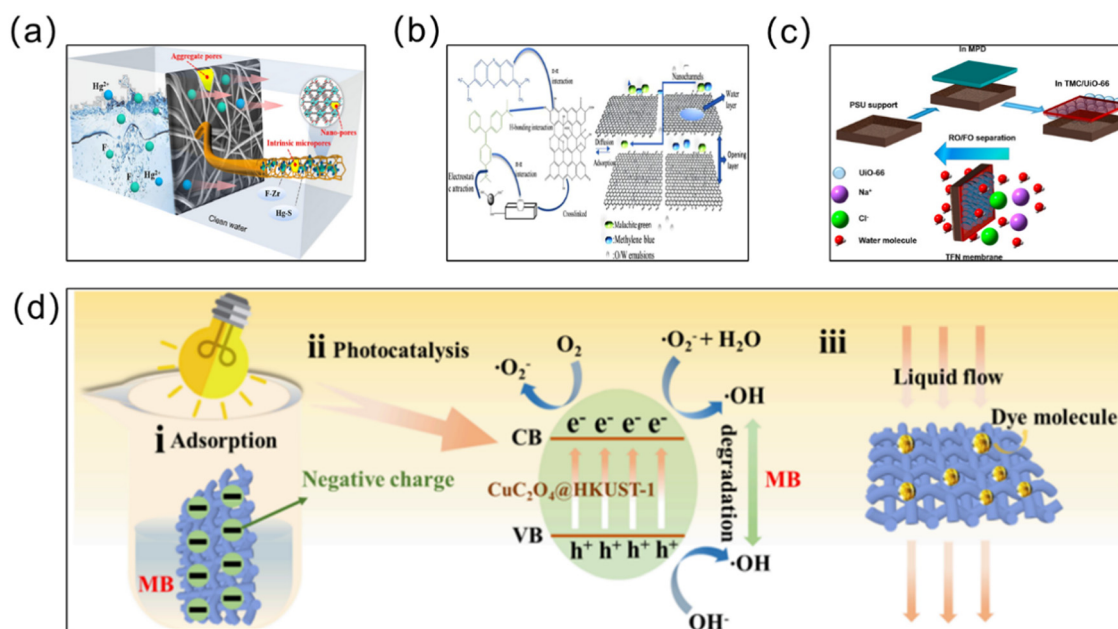 (a)
Aggregate pores
Hg2+
F-
Nano-pores
Intrinsic micropores
F-
Hg2+
F-Zr
Hg-S
Clean water
(b)
π-π
interaction
Nanochannels
Water
layer
H-bonding interaction
Diffusion
Adsorption
Opening
layer
π-π
interaction
Electrostati
c attraction
Crosslinked
:Malachite green
:Methylene blue
:O/W emulsions
(c)
In MPD
In TMC/UiO-66
PSU support
RO/FO separation
UiO-66
Na+
Cl-
Water molecule
TFN membrane
(d)
i Adsorption
Negative charge
MB
ii Photocatalysis
O₂
·O₂⁻
·O₂⁻ + H₂O
·OH
CB
e⁻ e⁻ e⁻ e⁻
CuC₂O₄@HKUST-1
VB
h⁺ h⁺ h⁺ h⁺
degradation
MB
·OH
OH⁻
iii
Liquid flow
Dye molecule